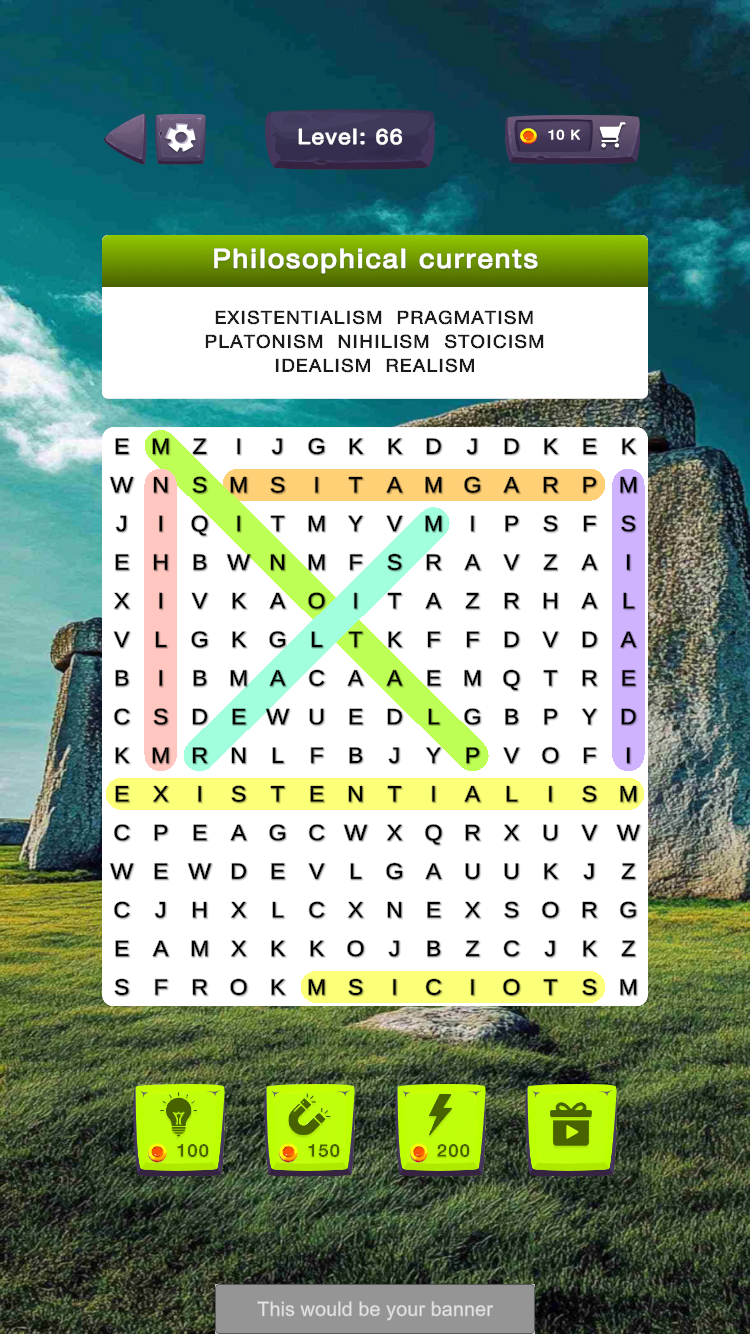 Level: 66
10 K
Philosophical currents
EXISTENTIALISM PRAGMATISM
PLATONISM NIHILISM STOICISM
IDEALISM REALISM
E M Z I J G K K D J D K E K
W N S M S I T A M G A R P M
J I Q I T M Y V M I P S F S
E H B W N M F S R A V Z A I
X I V K A O I T A Z R H A L
V L G K G L T K F F D V D A
B I B M A C A A E M Q T R E
C S D E W U E D L G B P Y D
K M R N L F B J Y P V O F I
E X I S T E N T I A L I S M
C P E A G C W X Q R X U V W
W E W D E V L G A U U K J Z
C J H X L C X N E X S O R G
E A M X K K O J B Z C J K Z
S F R O K M S I C I O T S M
100 150 200
This would be your banner